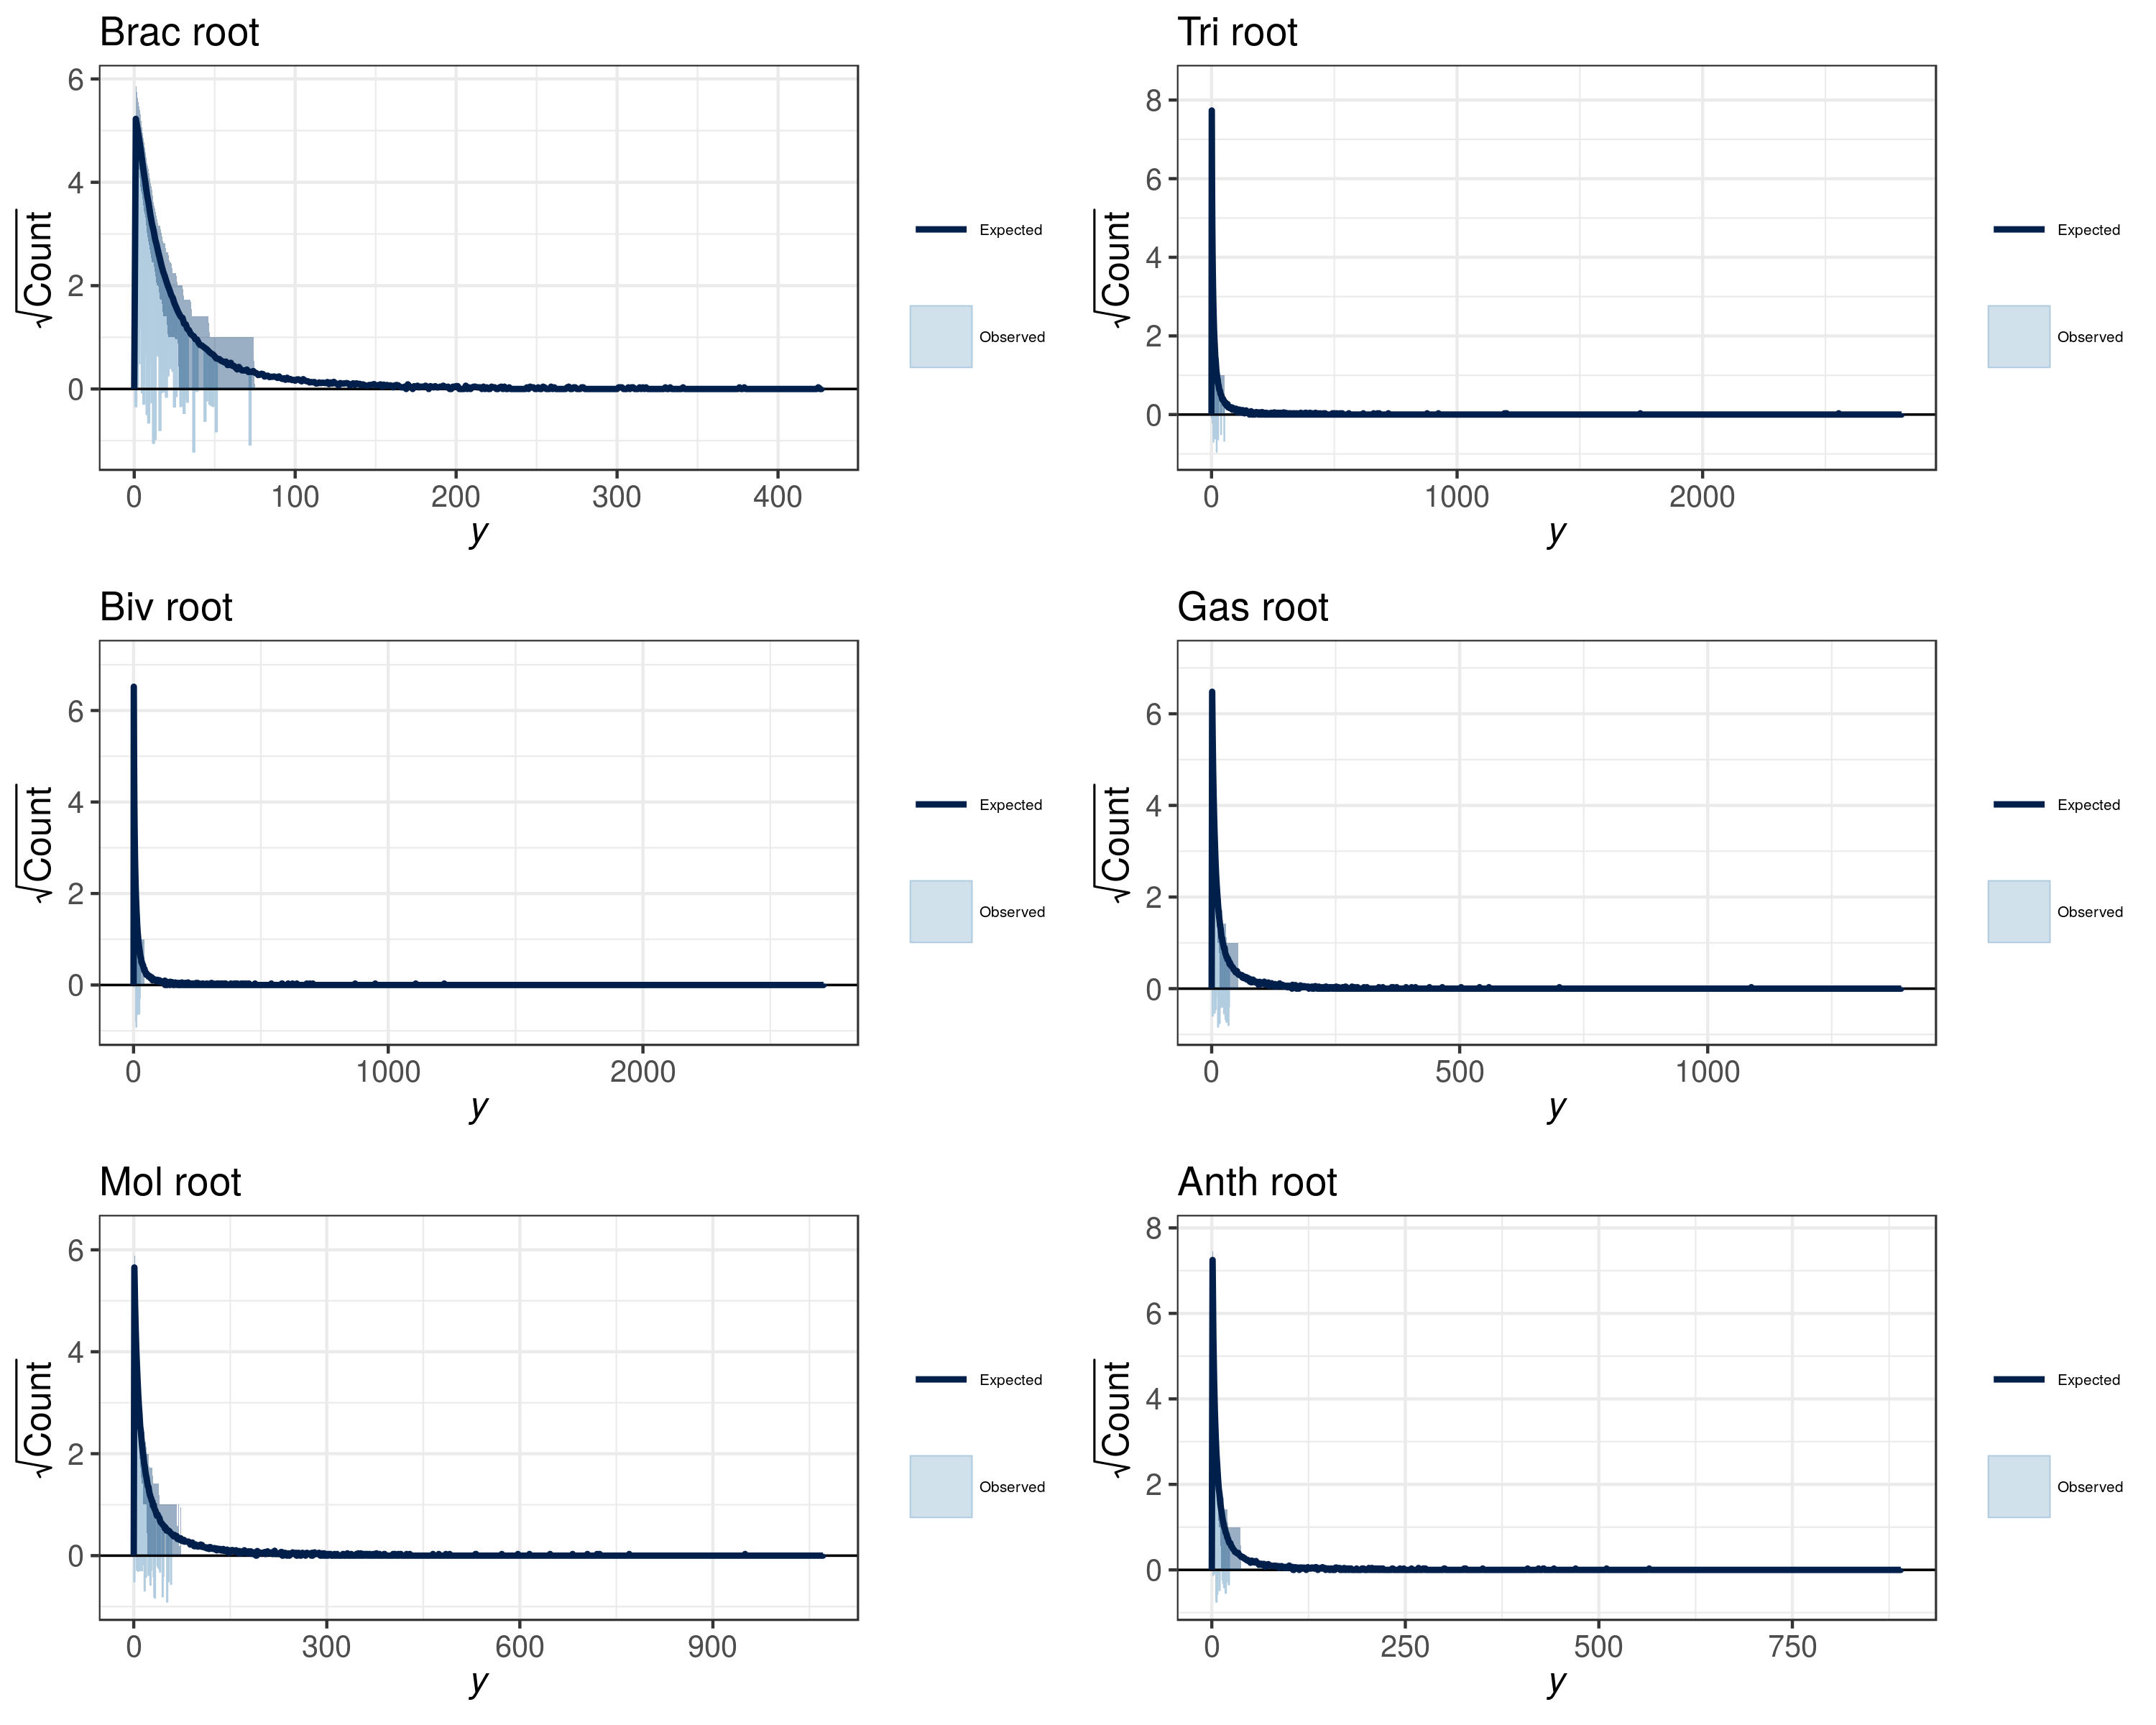 Brac root
6
4
2
0
√Count
0 100 200 300 400
y
Expected
Observed
Tri root
8
6
4
2
0
√Count
0 1000 2000
y
Expected
Observed
Biv root
6
4
2
0
√Count
0 1000 2000
y
Expected
Observed
Gas root
6
4
2
0
√Count
0 500 1000
y
Expected
Observed
Mol root
6
4
2
0
√Count
0 300 600 900
y
Expected
Observed
Anth root
8
6
4
2
0
√Count
0 250 500 750
y
Expected
Observed